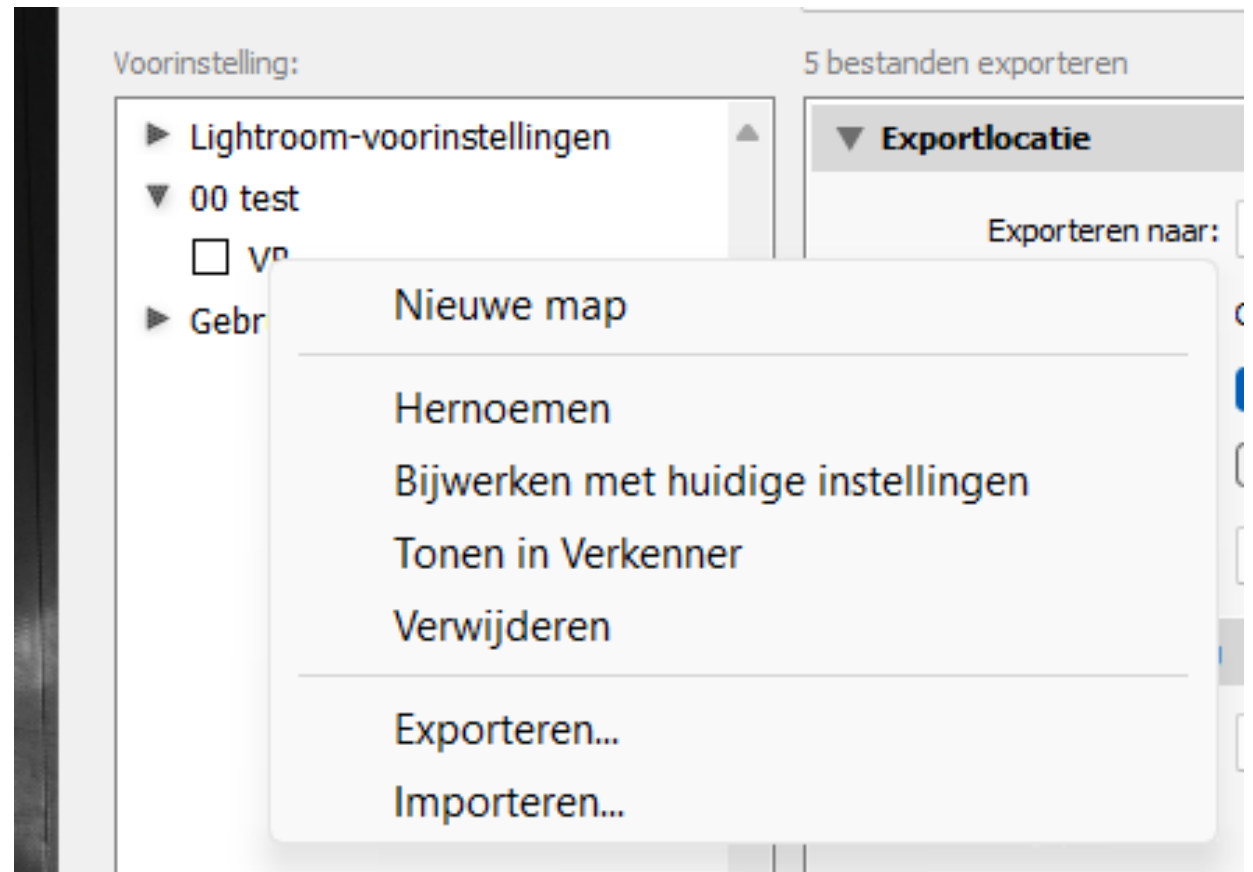 Voorinstelling:
Lightroom-voorinstellingen
00 test
5 bestanden exporteren
Exportlocatie
Exporteren naar:
Nieuwe map
Hernoemen
Bijwerken met huidige instellingen
Tonen in Verkenner
Verwijderen
Exporteren...
Importeren...